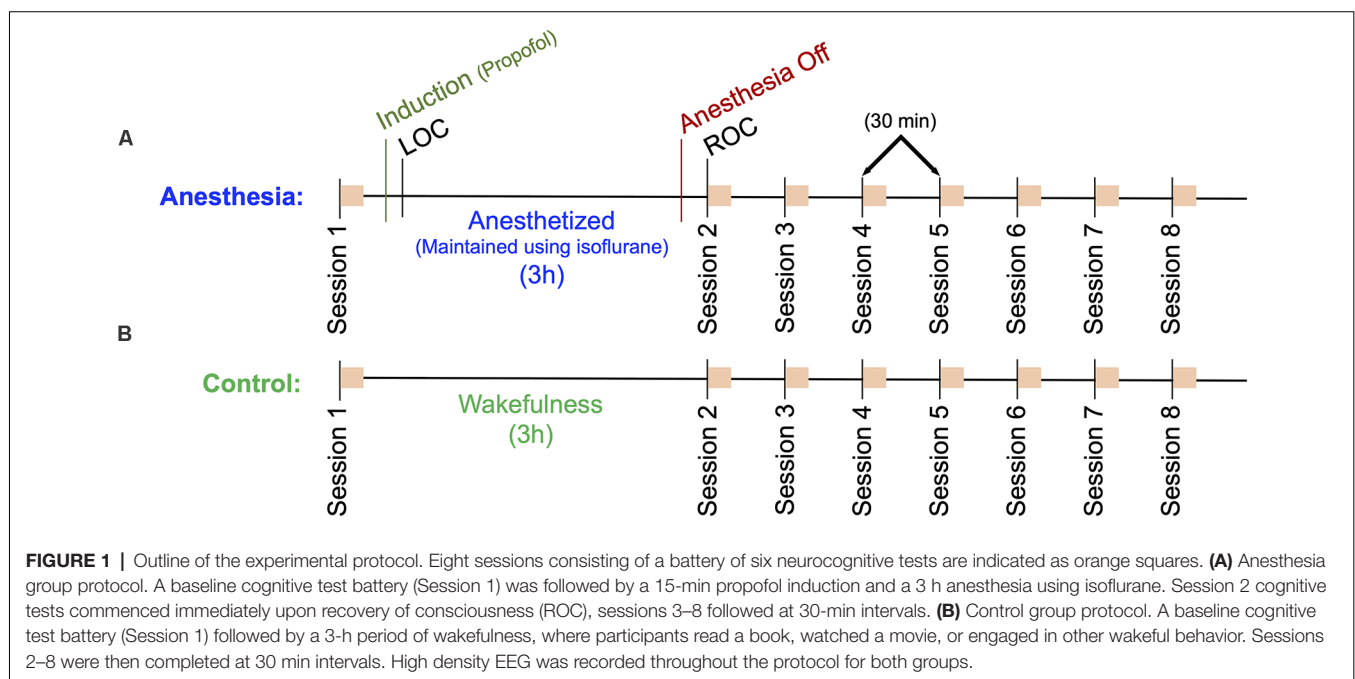 Induction (Propofol)
LOC
Anesthesia Off
ROC
(30 min)
A
Anesthesia:
Anesthetized
(Maintained using isoflurane)
(3h)
Session 1
Session 2
Session 3
Session 4
Session 5
Session 6
Session 7
Session 8
B
Control:
Wakefulness
(3h)
Session 1
Session 2
Session 3
Session 4
Session 5
Session 6
Session 7
Session 8
FIGURE 1 | Outline of the experimental protocol. Eight sessions consisting of a battery of six neurocognitive tests are indicated as orange squares. (A) Anesthesia
group protocol. A baseline cognitive test battery (Session 1) was followed by a 15-min propofol induction and a 3 h anesthesia using isoflurane. Session 2 cognitive
tests commenced immediately upon recovery of consciousness (ROC), sessions 3–8 followed at 30-min intervals. (B) Control group protocol. A baseline cognitive
test battery (Session 1) followed by a 3-h period of wakefulness, where participants read a book, watched a movie, or engaged in other wakeful behavior. Sessions
2–8 were then completed at 30 min intervals. High density EEG was recorded throughout the protocol for both groups.